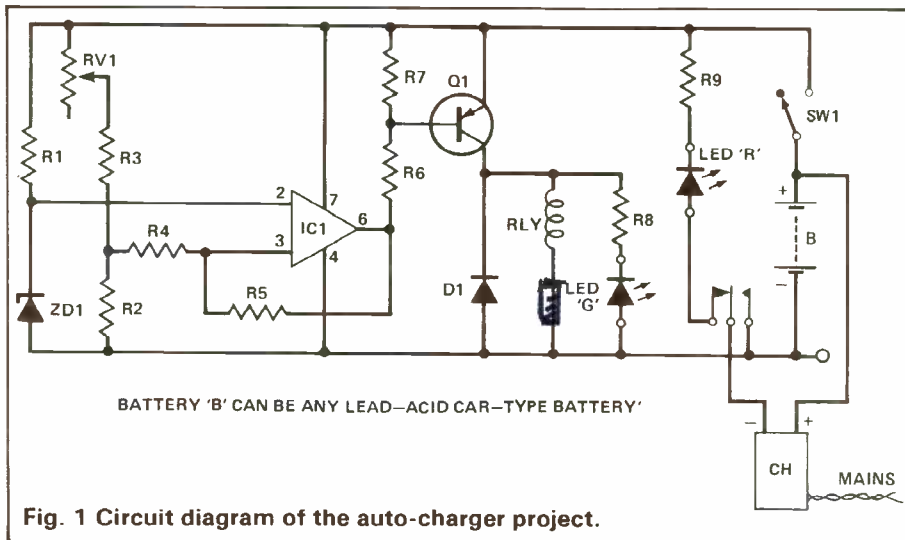 RV1
R7
Q1
R9
SW1
R1
R3
LED 'R'
R6
2
7
IC1
6
R4
3
4
RLY
R8
+
B
R5
D1
LED
'G'
ZD1
R2
−
BATTERY 'B' CAN BE ANY LEAD–ACID CAR–TYPE BATTERY'
− +
CH
MAINS
Fig. 1 Circuit diagram of the auto-charger project.